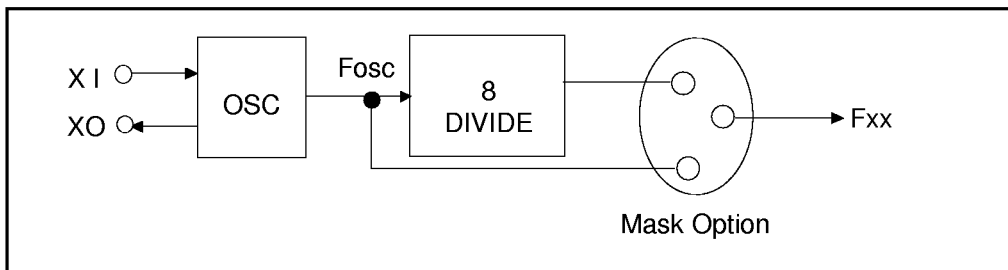 X I
XO
OSC
Fosc
8
DIVIDE
Fxx
Mask Option